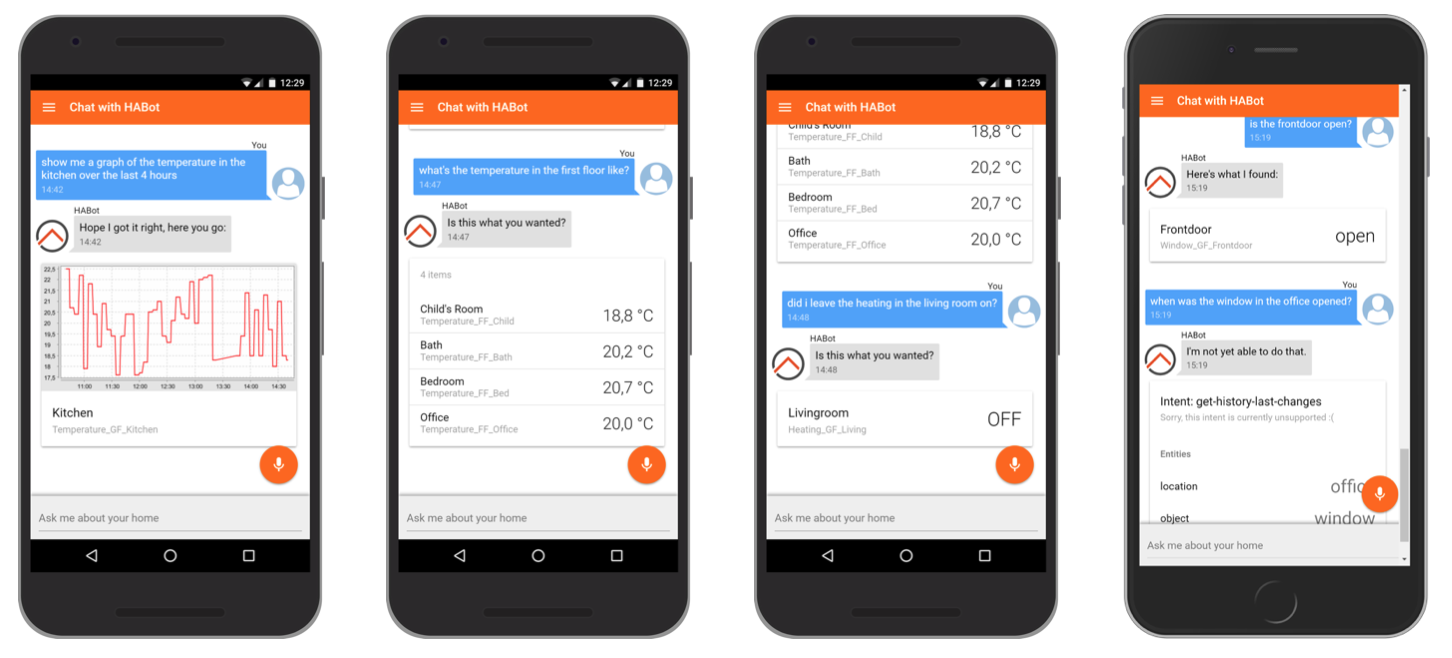 12:29
Chat with HABot
You
show me a graph of the temperature in the
kitchen over the last 4 hours
14:42
HABot
Hope I got it right, here you go:
14:42
22,5
22
21,5
21
20,5
20
19,5
19
18,5
18
17,5
11:00 11:30 12:00 12:30 13:00 13:30 14:00 14:30
Kitchen
Temperature_GF_Kitchen
Ask me about your home
12:29
Chat with HABot
You
what's the temperature in the first floor like?
14:47
HABot
Is this what you wanted?
14:47
4 items
Child's Room
Temperature_FF_Child
18,8 °C
Bath
Temperature_FF_Bath
20,2 °C
Bedroom
Temperature_FF_Bed
20,7 °C
Office
Temperature_FF_Office
20,0 °C
Ask me about your home
12:29
Chat with HABot
Child's Room
Temperature_FF_Child
18,8 °C
Bath
Temperature_FF_Bath
20,2 °C
Bedroom
Temperature_FF_Bed
20,7 °C
Office
Temperature_FF_Office
20,0 °C
You
did i leave the heating in the living room on?
14:48
HABot
Is this what you wanted?
14:48
Livingroom
Heating_GF_Living
OFF
Ask me about your home
Chat with HABot
is the frontdoor open?
15:19
HABot
Here's what I found:
15:19
Frontdoor
Window_GF_Frontdoor
open
You
when was the window in the office opened?
15:19
HABot
I'm not yet able to do that.
15:19
Intent: get-history-last-changes
Sorry, this intent is currently unsupported :(
Entities
location
offic
object
window
Ask me about your home